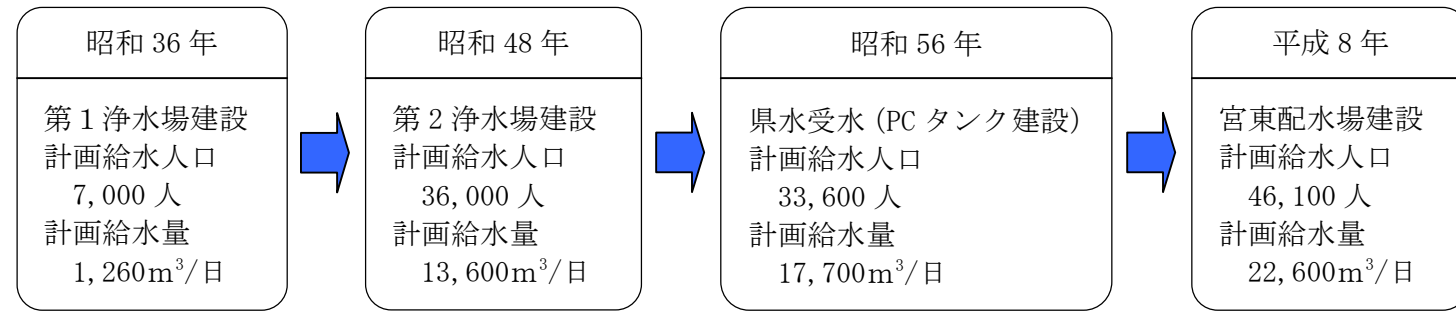 昭和 36 年
第１浄水場建設
計画給水人口
7,000 人
計画給水量
1,260m³/日
昭和 48 年
第 2 浄水場建設
計画給水人口
36,000 人
計画給水量
13,600m³/日
昭和 56 年
県水受水（PC タンク建設）
計画給水人口
33,600 人
計画給水量
17,700m³/日
平成 8 年
宮東配水場建設
計画給水人口
46,100 人
計画給水量
22,600m³/日